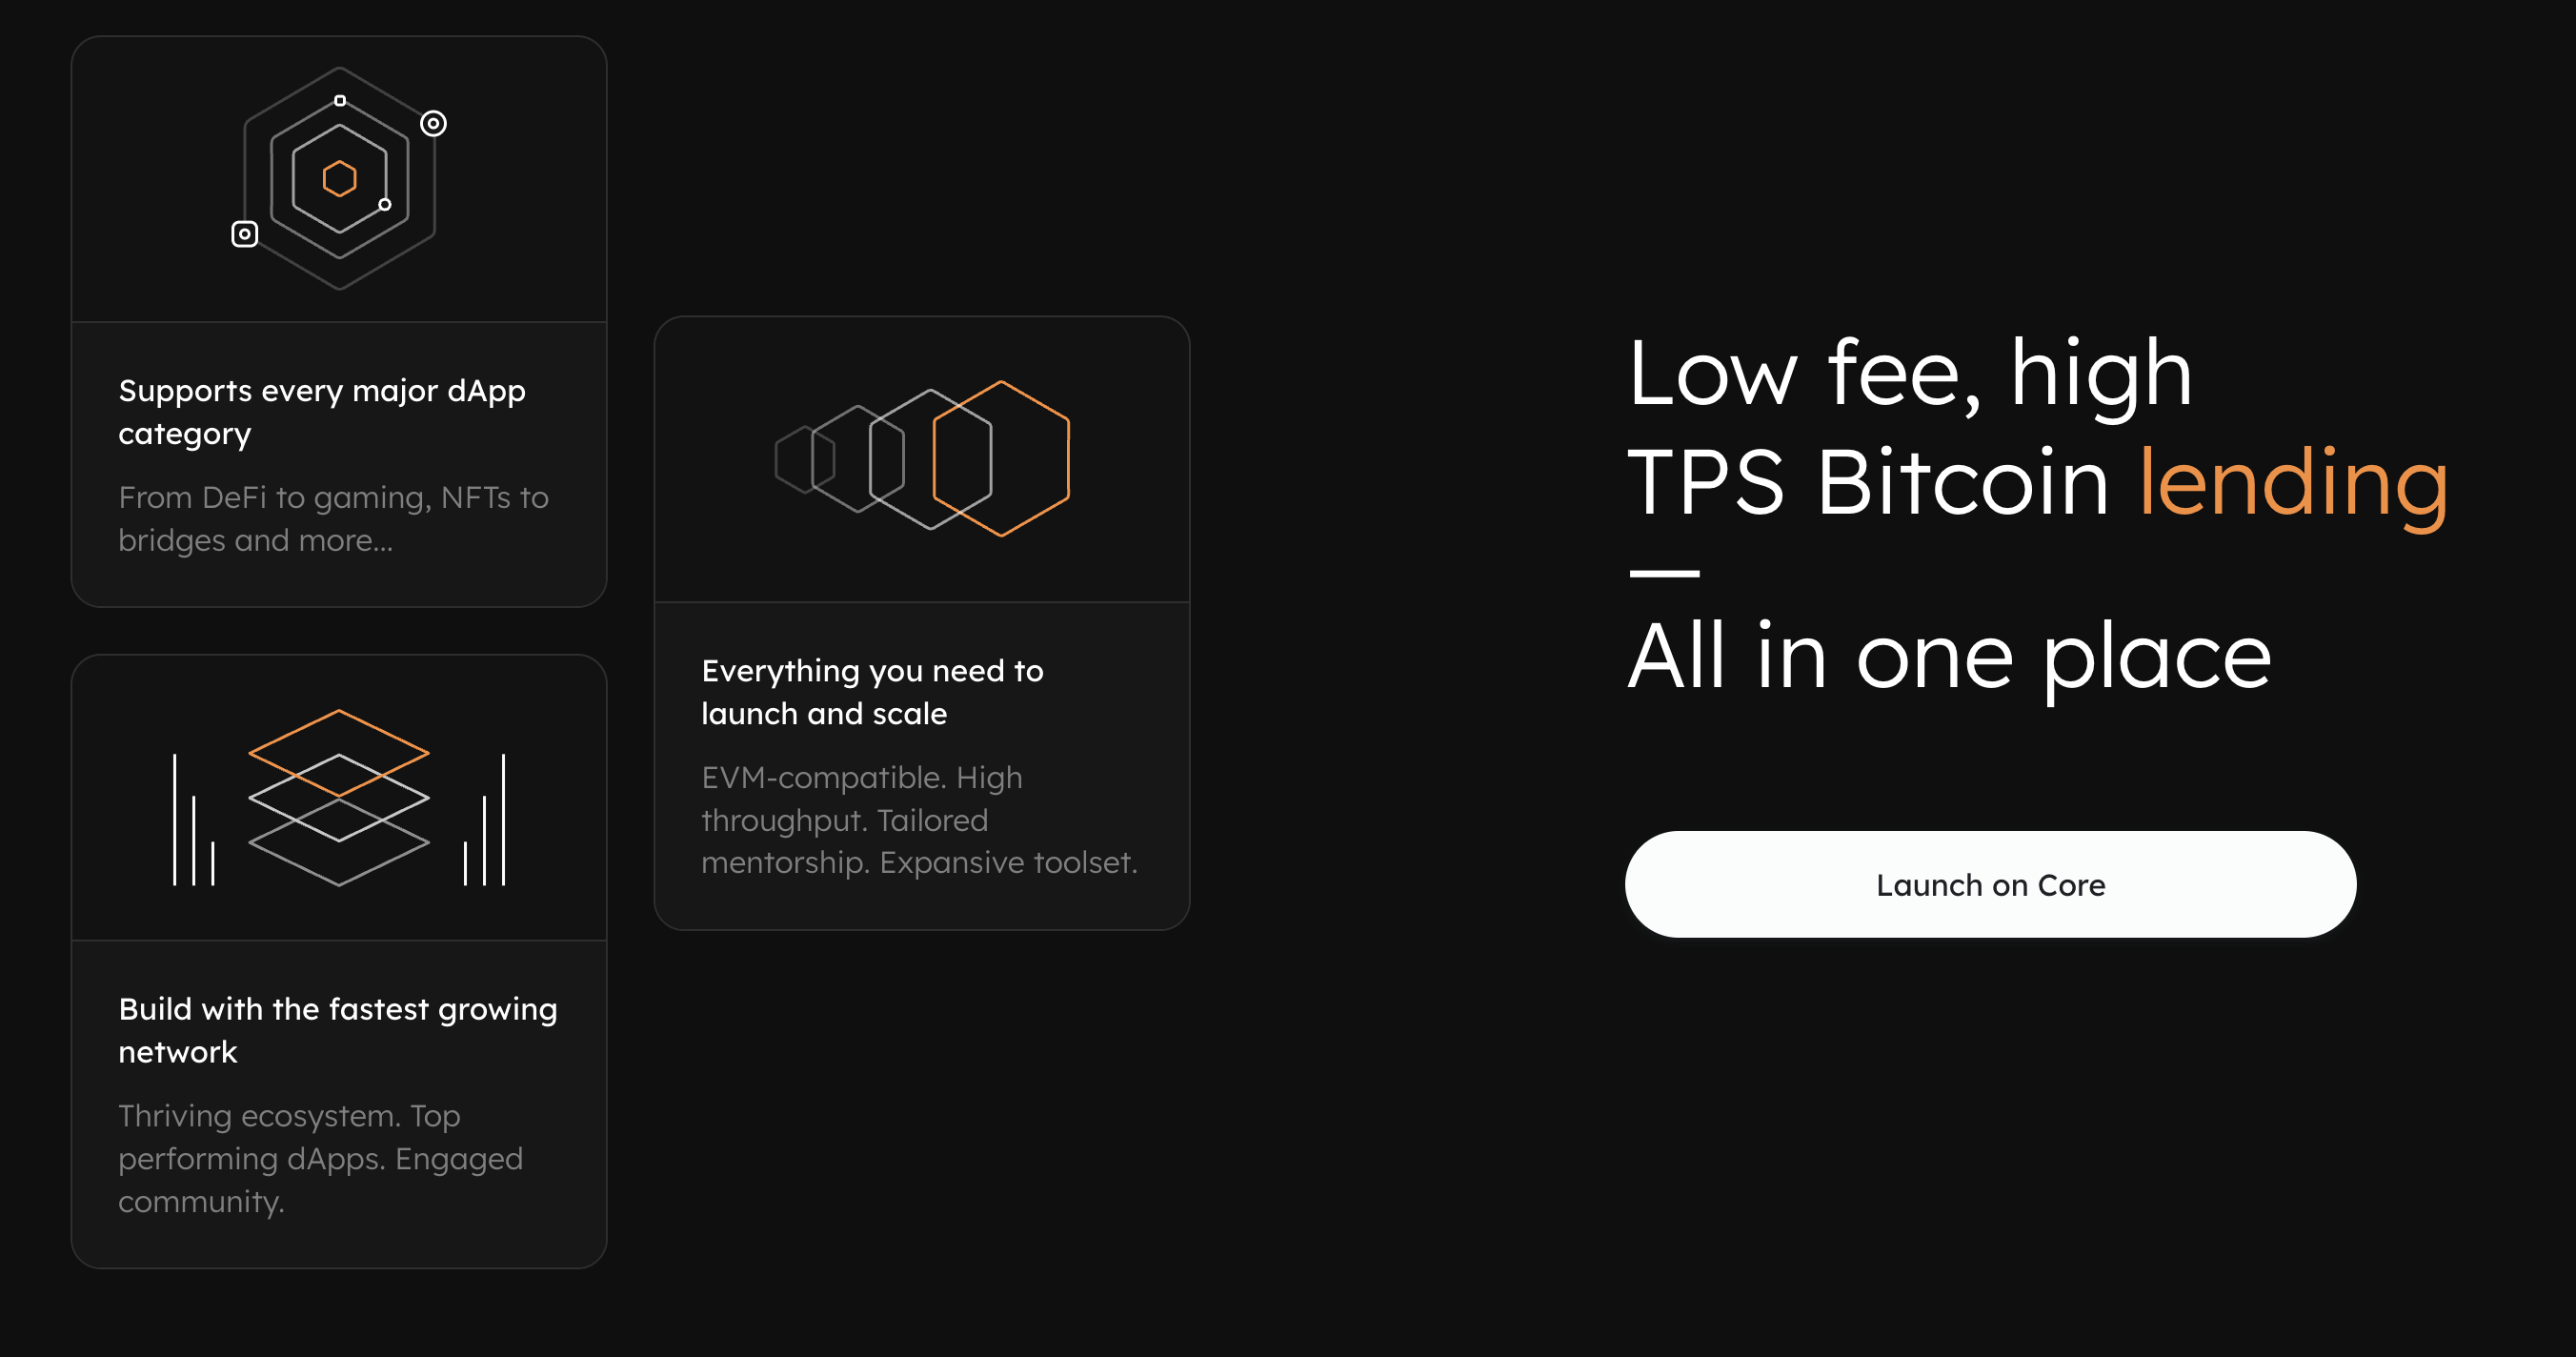 Supports every major dApp
category
From DeFi to gaming, NFTs to
bridges and more...
Build with the fastest growing
network
Thriving ecosystem. Top
performing dApps. Engaged
community.
Everything you need to
launch and scale
EVM-compatible. High
throughput. Tailored
mentorship. Expansive toolset.
Low fee, high
TPS Bitcoin lending
—
All in one place
Launch on Core